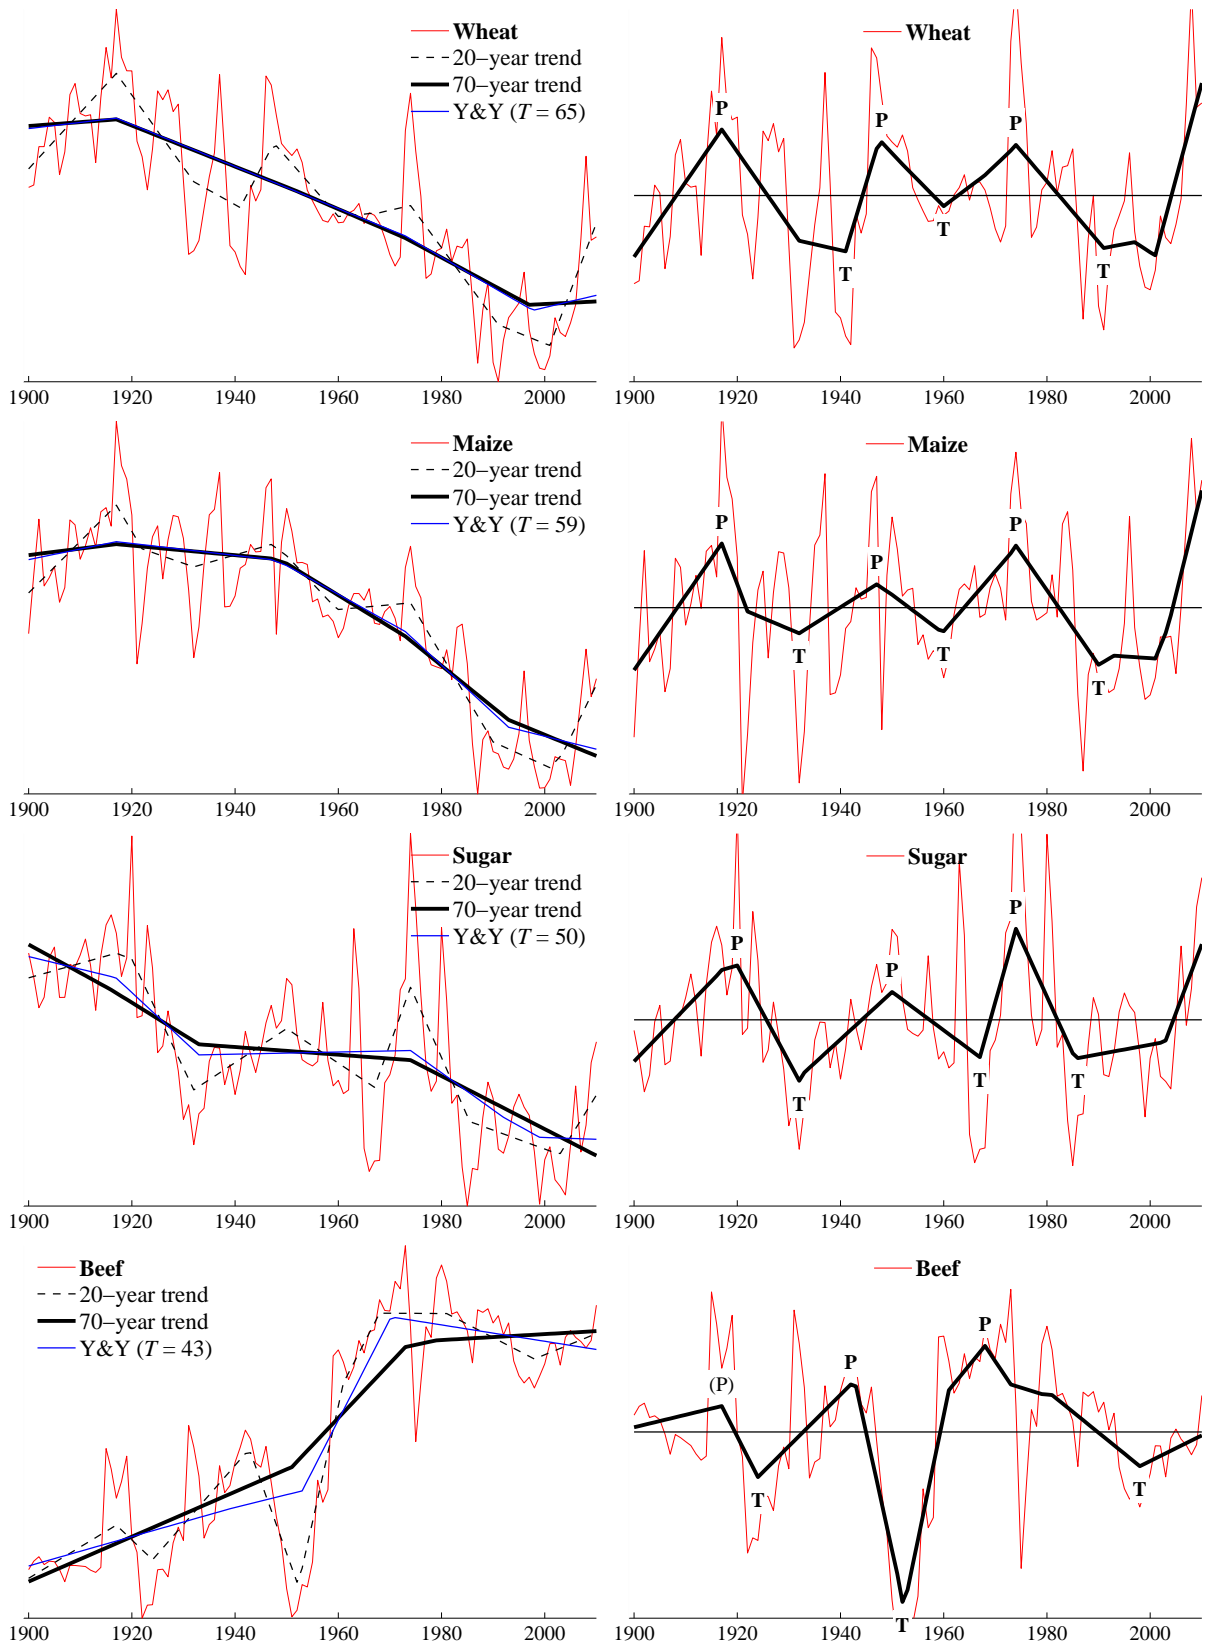 Wheat
20−year trend
70−year trend
Y&Y (T = 65)
1900 1920 1940 1960 1980 2000
Wheat
P
P
P
T
T
T
1900 1920 1940 1960 1980 2000
Maize
20−year trend
70−year trend
Y&Y (T = 59)
1900 1920 1940 1960 1980 2000
Maize
P
P
P
T
T
T
1900 1920 1940 1960 1980 2000
Sugar
20−year trend
70−year trend
Y&Y (T = 50)
1900 1920 1940 1960 1980 2000
Sugar
P
P
P
T
T
T
1900 1920 1940 1960 1980 2000
Beef
20−year trend
70−year trend
Y&Y (T = 43)
1900 1920 1940 1960 1980 2000
Beef
P
P
(P)
T
T
T
1900 1920 1940 1960 1980 2000